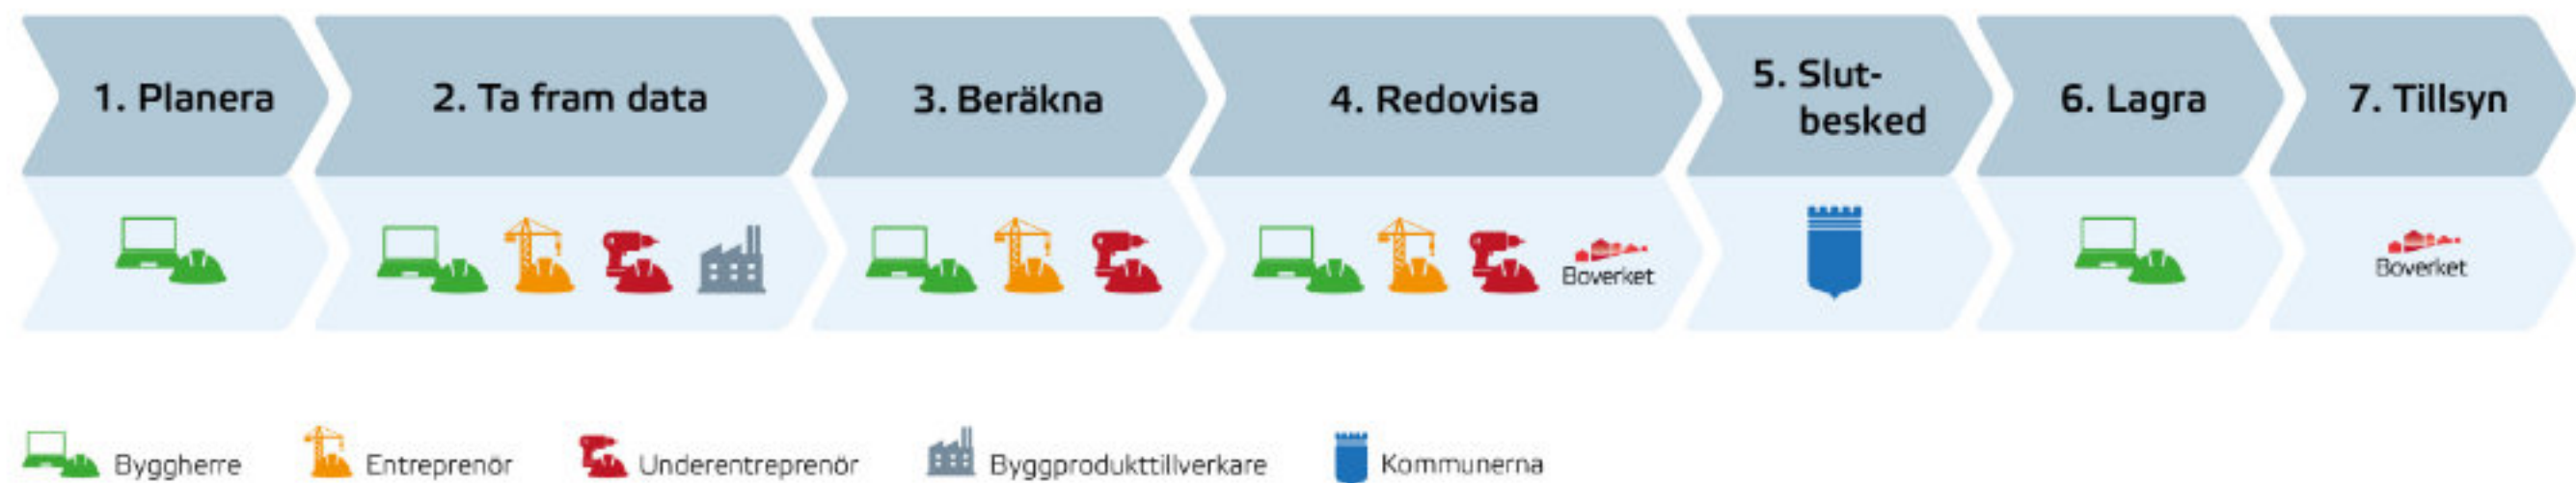 1. Planera
2. Ta fram data
3. Beräkna
4. Redovisa
5. Slut-
besked
6. Lagra
7. Tillsyn
Boverket
Boverket
Byggherre
Entreprenör
Underentreprenör
Byggprodukttillverkare
Kommunerna